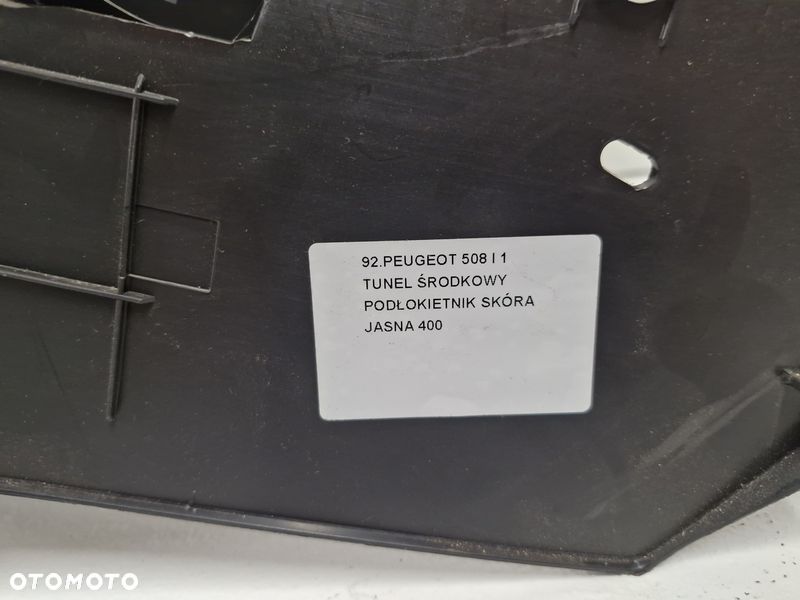 92.PEUGEOT 508 I 1
TUNEL ŚRODKOWY
PODŁOKIETNIK SKÓRA
JASNA 400
OTOMOTO